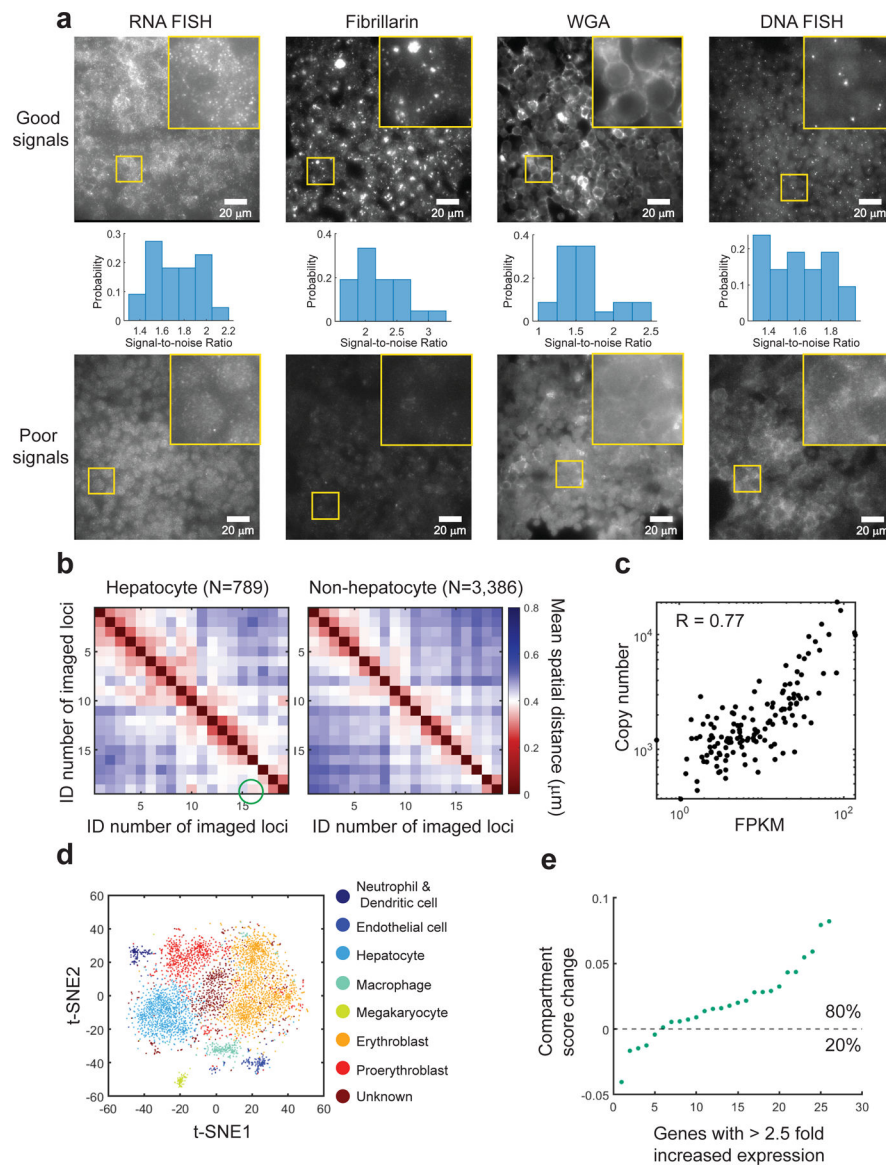 a
RNA FISH
Fibrillarin
WGA
DNA FISH
Good
signals
20 μm
20 μm
20 μm
20 μm
0.3
0.2
0.1
0
Probability
1.4 1.6 1.8 2 2.2
Signal-to-noise Ratio
0.4
0.2
0
Probability
2 2.5 3
Signal-to-noise Ratio
0.4
0.2
0
Probability
1 1.5 2 2.5
Signal-to-noise Ratio
0.2
0.1
0
Probability
1.4 1.6 1.8
Signal-to-noise Ratio
Poor
signals
20 μm
20 μm
20 μm
20 μm
b
Hepatocyte (N=789)
Non-hepatocyte (N=3,386)
ID number of imaged loci
5
10
15
5 10 15
ID number of imaged loci
5
10
15
5 10 15
ID number of imaged loci
0.8
0.6
0.4
0.2
0
Mean spatial distance (μm)
c
R = 0.77
Copy number
10⁴
10³
10⁰ 10²
FPKM
d
t-SNE2
60
40
20
0
-20
-40
-60
-60 -40 -20 0 20 40 60
t-SNE1
Neutrophil &
Dendritic cell
Endothelial cell
Hepatocyte
Macrophage
Megakaryocyte
Erythroblast
Proerythroblast
Unknown
e
Compartment
score change
0.1
0.05
0
-0.05
80%
20%
0 5 10 15 20 25 30
Genes with > 2.5 fold
increased expression